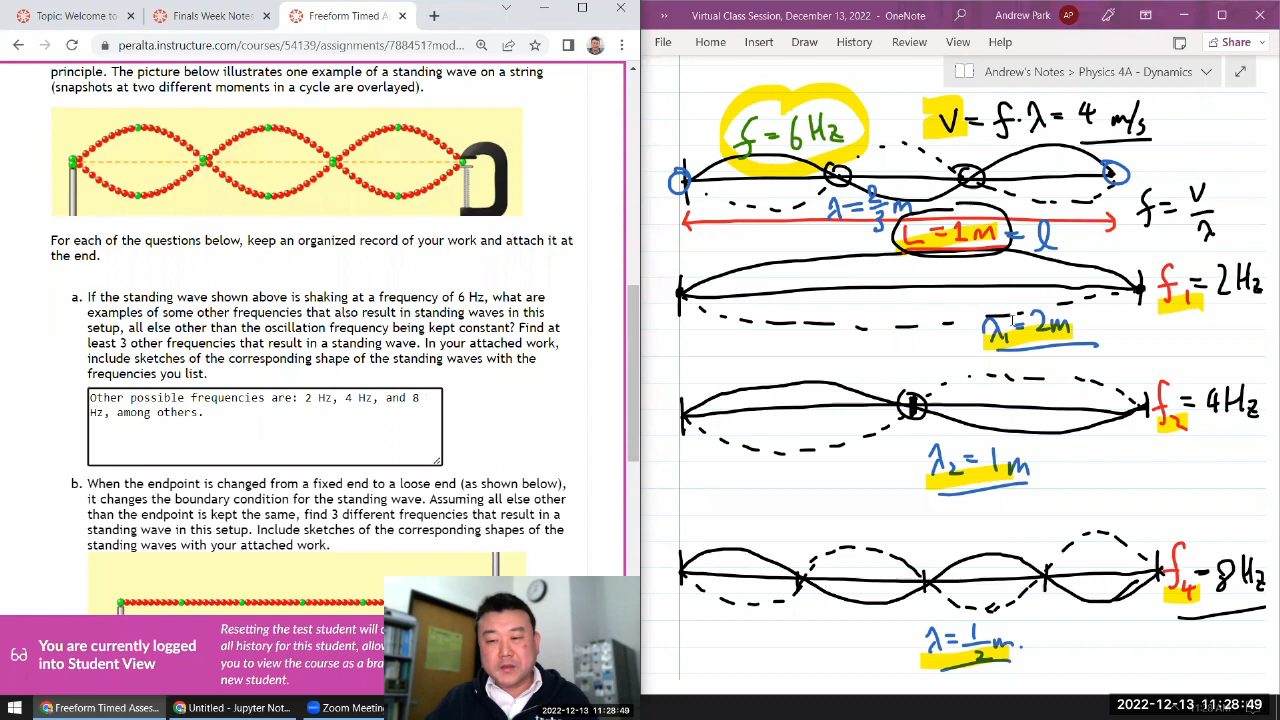 Topic Welcome to
Finals Week Notes
Freeform Timed As
peralta.instructure.com/courses/54139/assignments/788451?mod...
principle. The picture below illustrates one example of a standing wave on a string
(snapshots at two different moments in a cycle are overlayed).
For each of the questions below, keep an organized record of your work and attach it at
the end.
a. If the standing wave shown above is shaking at a frequency of 6 Hz, what are
examples of some other frequencies that also result in standing waves in this
setup, all else other than the oscillation frequency being kept constant? Find at
least 3 other frequencies that result in a standing wave. In your attached work,
include sketches of the corresponding shape of the standing waves with the
frequencies you list.
Other possible frequencies are: 2 Hz, 4 Hz, and 8
Hz, among others.
b. When the endpoint is changed from a fixed end to a loose end (as shown below),
it changes the boundary condition for the standing wave. Assuming all else other
than the endpoint is kept the same, find 3 different frequencies that result in a
standing wave in this setup. Include sketches of the corresponding shapes of the
standing waves with your attached work.
You are currently logged
into Student View
Resetting the test student will c
all history for this student, allow
you to view the course as a bra
new student.
Freeform Timed Asses...
Untitled - Jupyter Not...
Zoom Meeting
2022-12-13 11:28:49
Virtual Class Session, December 13, 2022 - OneNote
Andrew Park
AP
File Home Insert Draw History Review View Help
Share
Andrew's Notes > Physics 4A - Dynamics
f = 6 Hz
V = f·λ = 4 m/s
λ = 2/3 m
f = V/λ
L = 1 m = l
f1 = 2 Hz
λ1 = 2m
f2 = 4 Hz
λ2 = 1 m
f4 = 8 Hz
λ = 1/2 m.
2022-12-13 11:28:49